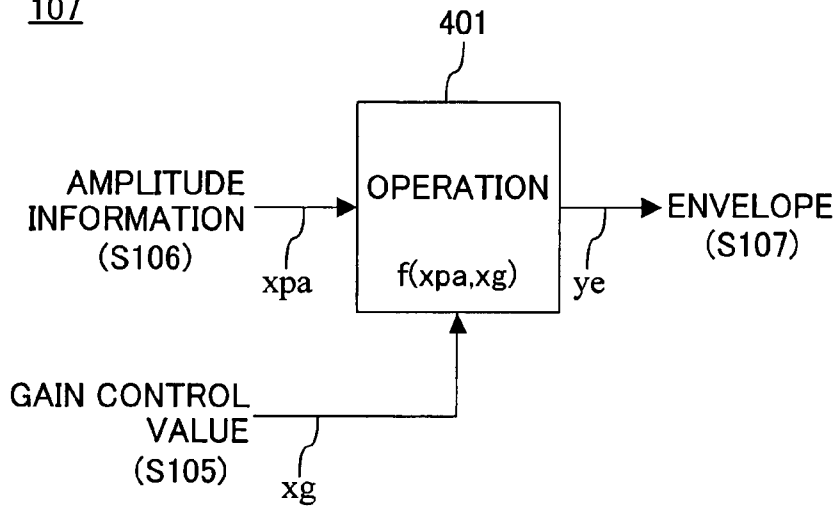 107
401
AMPLITUDE
INFORMATION
(S106)
xpa
OPERATION
f(xpa,xg)
ye
ENVELOPE
(S107)
GAIN CONTROL
VALUE
(S105)
xg